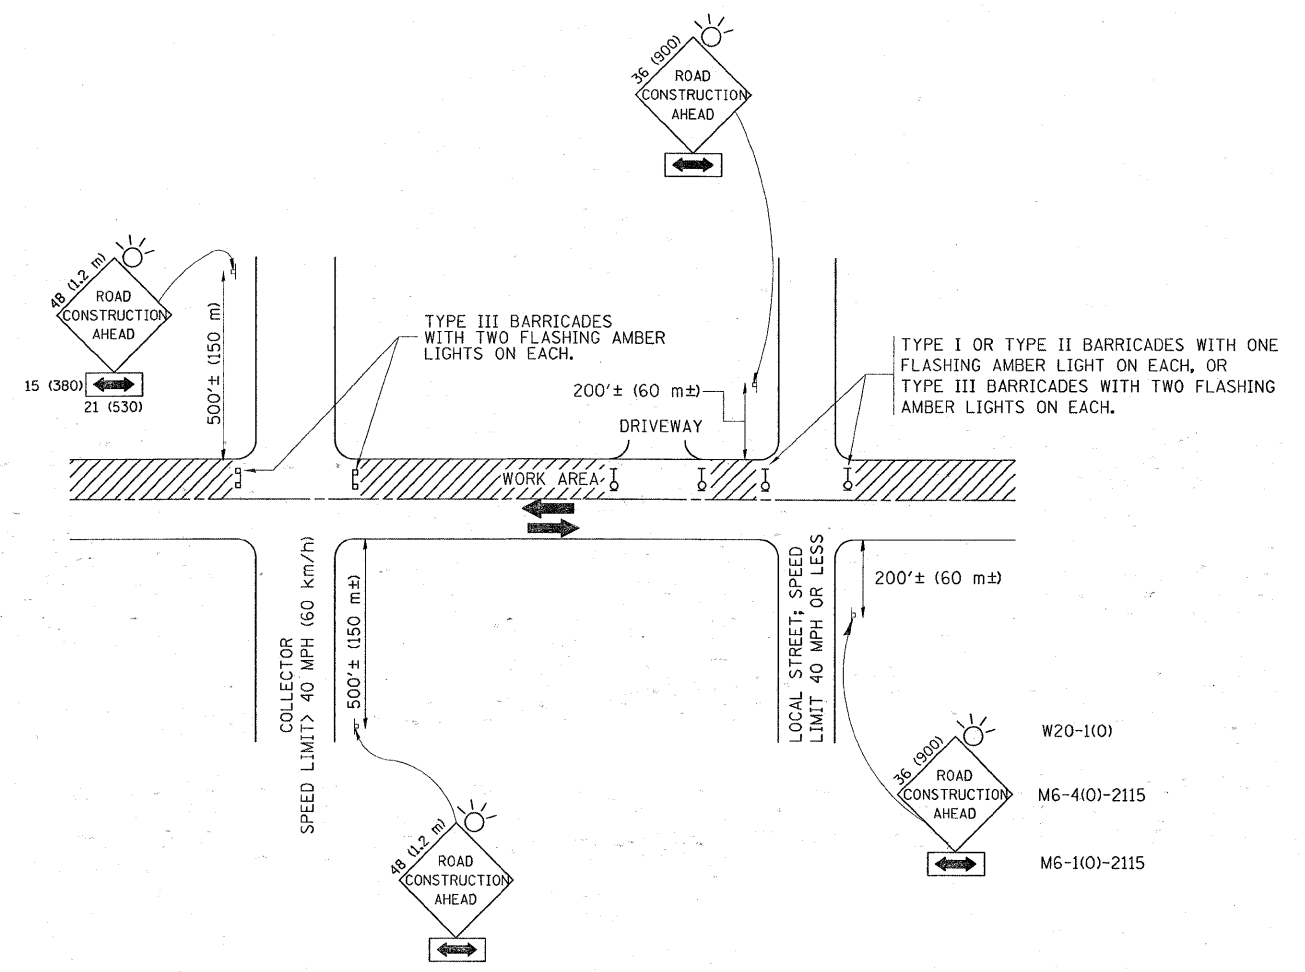 36 (900)
ROAD
CONSTRUCTION
AHEAD
48 (1.2 m)
ROAD
CONSTRUCTION
AHEAD
15 (380)
21 (530)
500'± (150 m)
TYPE III BARRICADES
WITH TWO FLASHING AMBER
LIGHTS ON EACH.
200'± (60 m±)
DRIVEWAY
TYPE I OR TYPE II BARRICADES WITH ONE
FLASHING AMBER LIGHT ON EACH, OR
TYPE III BARRICADES WITH TWO FLASHING
AMBER LIGHTS ON EACH.
WORK AREA
COLLECTOR
SPEED LIMIT> 40 MPH (60 km/h)
500'± (150 m±)
LOCAL STREET; SPEED
LIMIT 40 MPH OR LESS
200'± (60 m±)
48 (1.2 m)
ROAD
CONSTRUCTION
AHEAD
36 (900)
ROAD
CONSTRUCTION
AHEAD
W20-1(O)
M6-4(O)-2115
M6-1(O)-2115